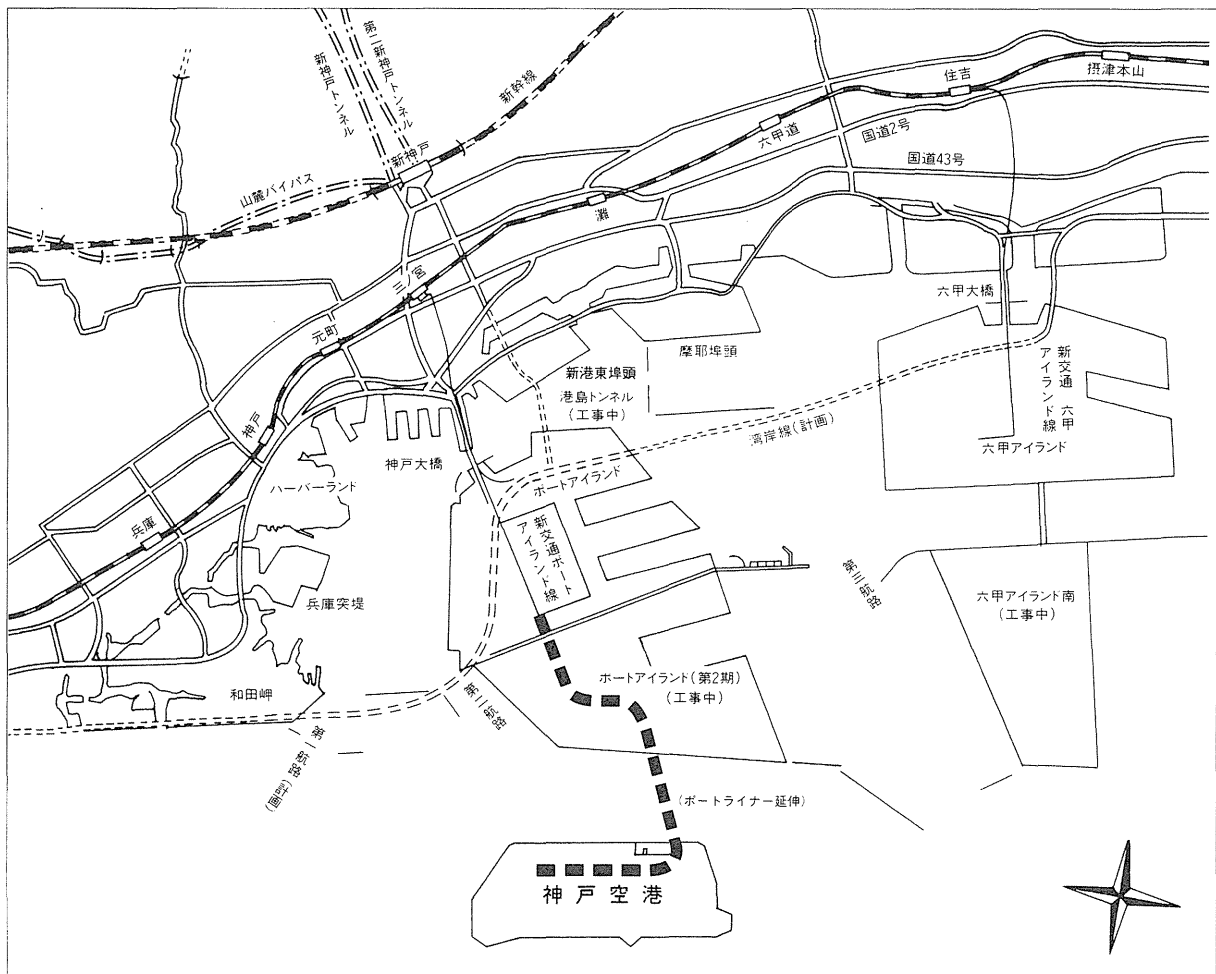 第二新神戸トンネル
新神戸トンネル
新幹線
新神戸
山麓バイパス
摂津本山
住吉
六甲道
国道2号
国道43号
灘
三ノ宮
元町
神戸
兵庫
六甲大橋
摩耶埠頭
新港東埠頭
港島トンネル
(工事中)
新交通 六甲
アイランド線
六甲アイランド
湾岸線(計画)
神戸大橋
ポートアイランド
ハーバーランド
新交通ポート
アイランド線
兵庫突堤
第三航路
六甲アイランド南
(工事中)
ポートアイランド(第2期)
(工事中)
和田岬
第二航路
第一航路(計画)
(ポートライナー延伸)
神戸空港